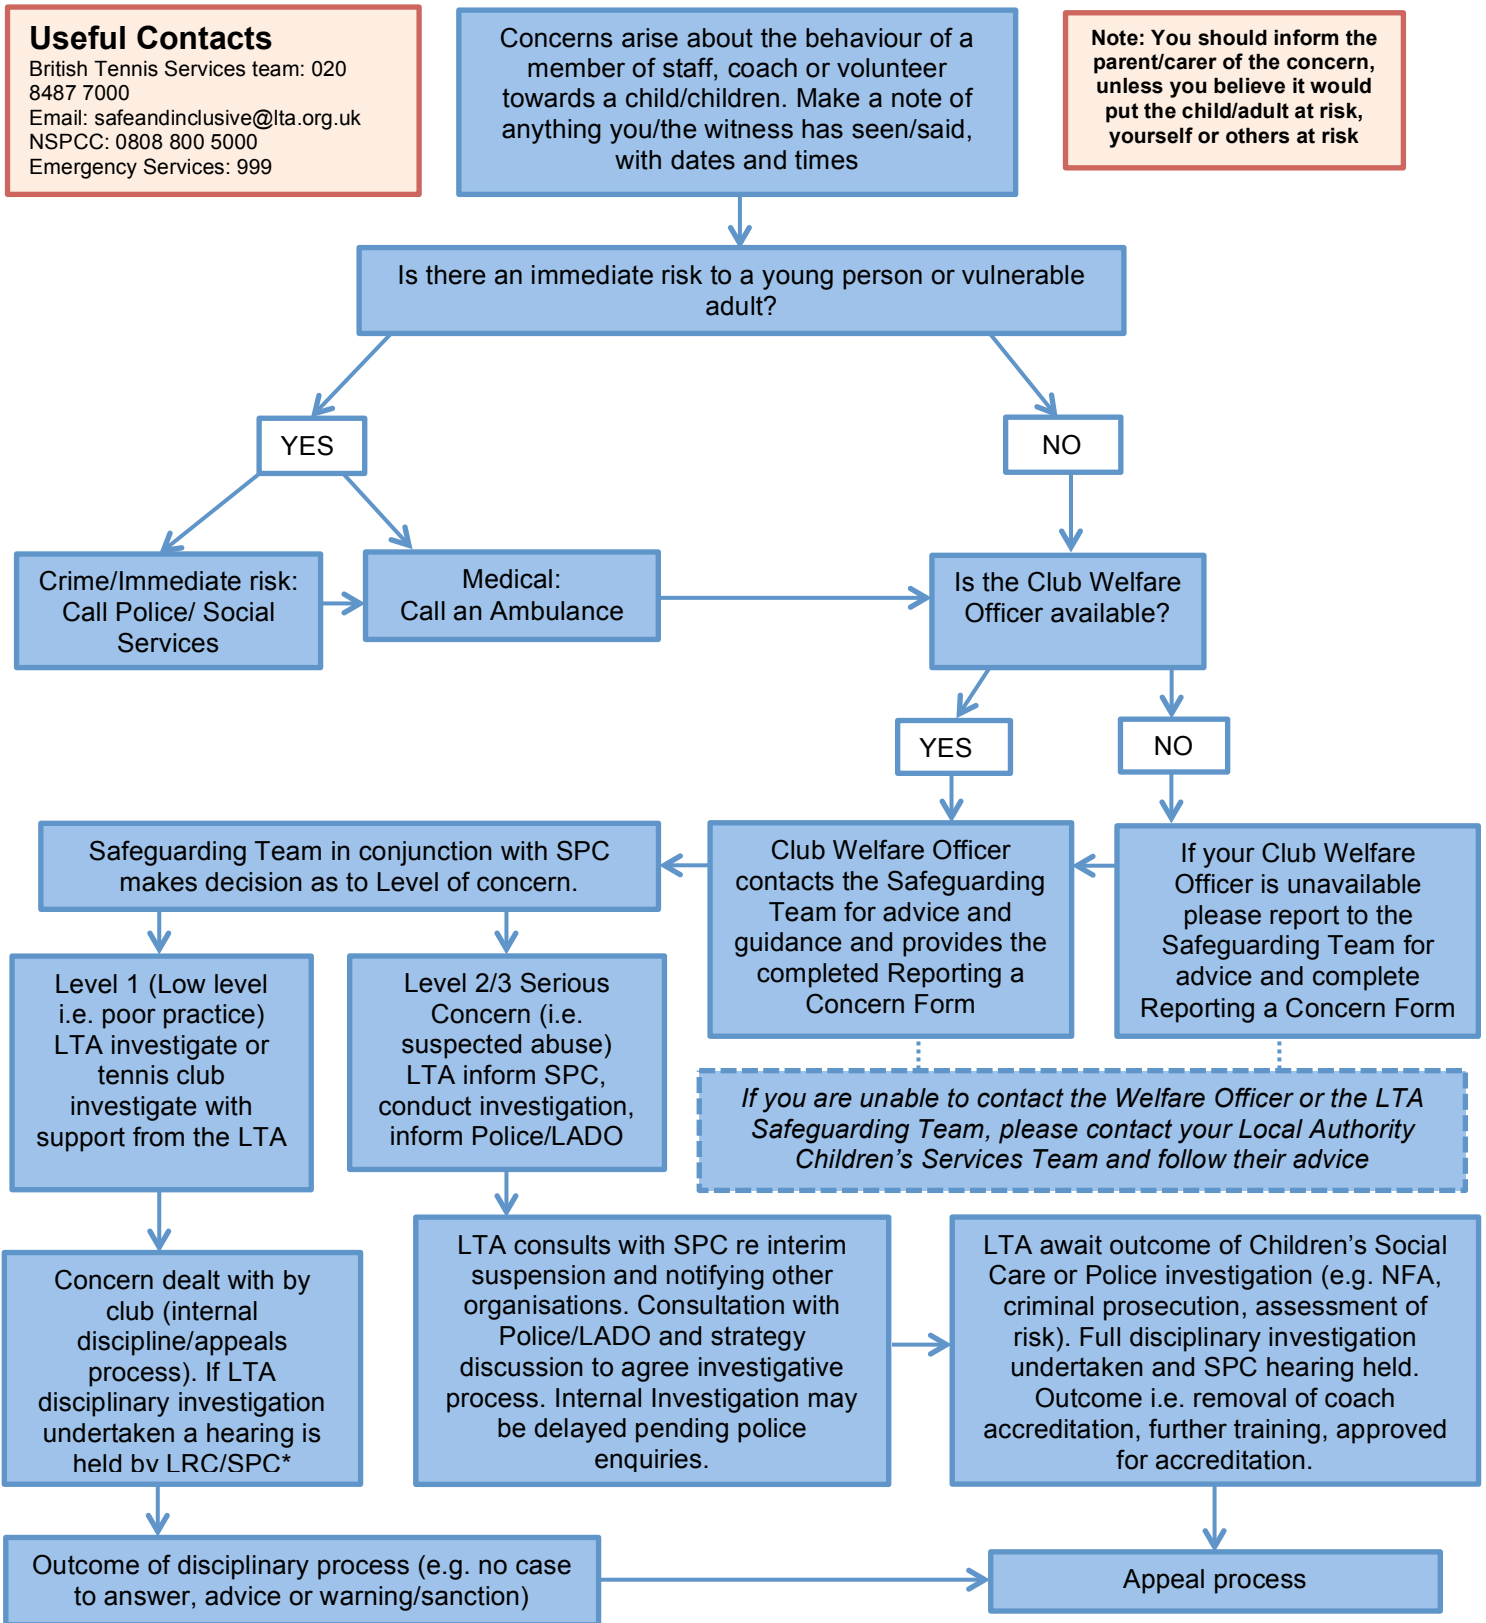 Useful Contacts
British Tennis Services team: 020
8487 7000
Email: safeandinclusive@lta.org.uk
NSPCC: 0808 800 5000
Emergency Services: 999
Concerns arise about the behaviour of a
member of staff, coach or volunteer
towards a child/children. Make a note of
anything you/the witness has seen/said,
with dates and times
Note: You should inform the
parent/carer of the concern,
unless you believe it would
put the child/adult at risk,
yourself or others at risk
Is there an immediate risk to a young person or vulnerable
adult?
YES
NO
Crime/Immediate risk:
Call Police/ Social
Services
Medical:
Call an Ambulance
Is the Club Welfare
Officer available?
YES
NO
Safeguarding Team in conjunction with SPC
makes decision as to Level of concern.
Club Welfare Officer
contacts the Safeguarding
Team for advice and
guidance and provides the
completed Reporting a
Concern Form
If your Club Welfare
Officer is unavailable
please report to the
Safeguarding Team for
advice and complete
Reporting a Concern Form
Level 1 (Low level
i.e. poor practice)
LTA investigate or
tennis club
investigate with
support from the LTA
Level 2/3 Serious
Concern (i.e.
suspected abuse)
LTA inform SPC,
conduct investigation,
inform Police/LADO
If you are unable to contact the Welfare Officer or the LTA
Safeguarding Team, please contact your Local Authority
Children’s Services Team and follow their advice
Concern dealt with by
club (internal
discipline/appeals
process). If LTA
disciplinary investigation
undertaken a hearing is
held by LRC/SPC*
LTA consults with SPC re interim
suspension and notifying other
organisations. Consultation with
Police/LADO and strategy
discussion to agree investigative
process. Internal Investigation may
be delayed pending police
enquiries.
LTA await outcome of Children’s Social
Care or Police investigation (e.g. NFA,
criminal prosecution, assessment of
risk). Full disciplinary investigation
undertaken and SPC hearing held.
Outcome i.e. removal of coach
accreditation, further training, approved
for accreditation.
Outcome of disciplinary process (e.g. no case
to answer, advice or warning/sanction)
Appeal process